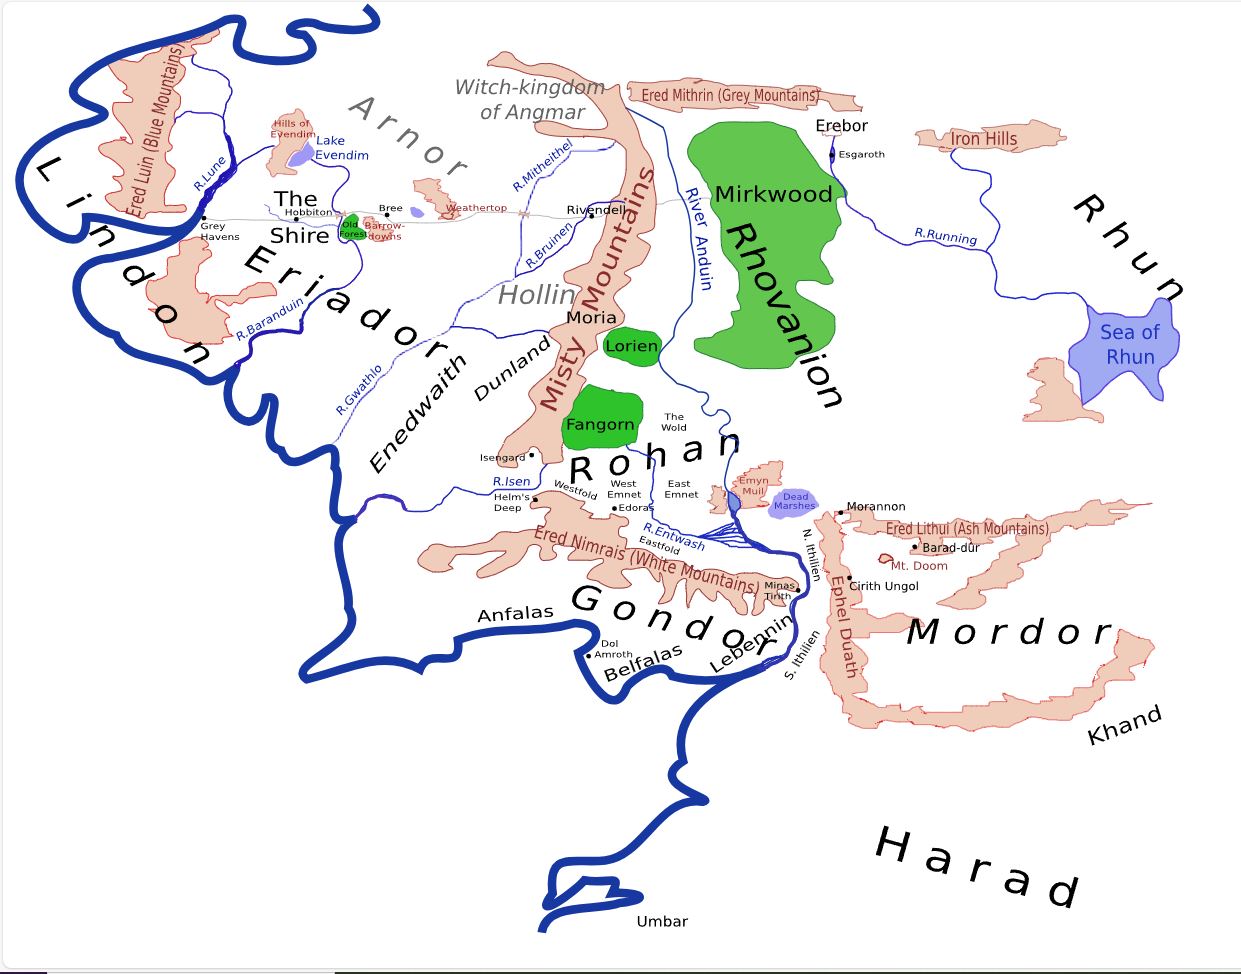 Witch-kingdom
of Angmar
Ered Mithrin (Grey Mountains)
Arnor
Erebor
Esgaroth
Iron Hills
Ered Luin (Blue Mountains)
Hills of
Evendim
Lake
Evendim
R.Lune
R.Mitheithel
Lindon
The
Shire
Hobbiton
Bree
Weathertop
Old
Forest
Barrow-
downs
Grey
Havens
Rivendell
R.Bruinen
Misty Mountains
River Anduin
Mirkwood
Rhovanion
R.Running
Rhun
Sea of
Rhun
Eriador
R.Baranduin
Hollin
Moria
Lorien
Dunland
Enedwaith
R.Gwathlo
Fangorn
The
Wold
Rohan
Isengard
R.Isen
Helm's
Deep
Westfold
West
Emnet
East
Emnet
Edoras
Emyn
Muil
Dead
Marshes
R.Entwash
Eastfold
Ered Nimrais (White Mountains)
Minas
Tirith
N. Ithilien
Morannon
Ered Lithui (Ash Mountains)
Barad-dûr
Mt. Doom
Cirith Ungol
Ephel Duath
Mordor
Gondor
Anfalas
Dol
Amroth
Belfalas
Lebennin
S. Ithilien
Khand
Harad
Umbar